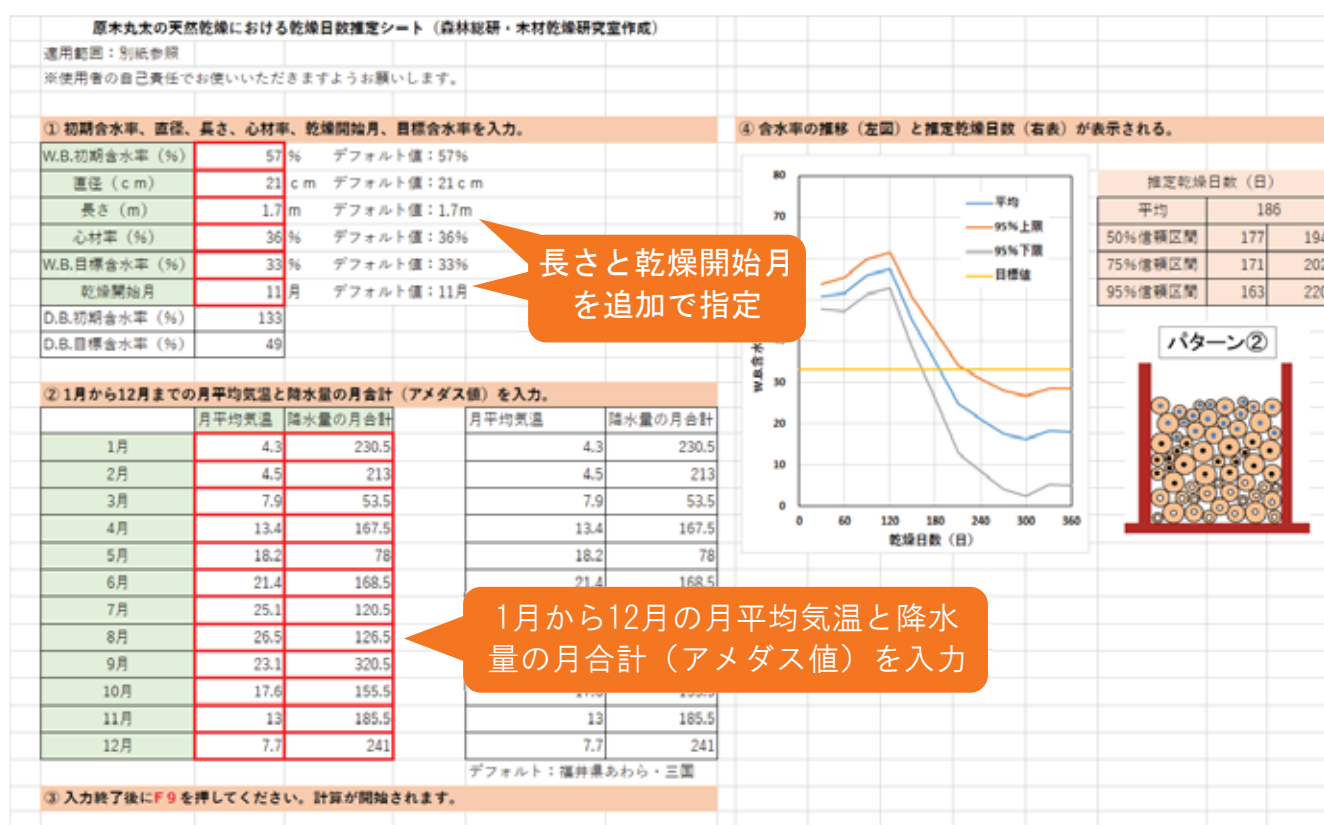 原木丸太の天然乾燥における乾燥日数推定シート（森林総研・木材乾燥研究室作成）
適用範囲：別紙参照
※使用者の自己責任でお使いいただきますようお願いします。
① 初期含水率、直径、長さ、心材率、乾燥開始月、目標含水率を入力。
W.B.初期含水率（%） 57 % デフォルト値：57%
直径（ｃｍ） 21 ｃｍ デフォルト値：21ｃｍ
長さ（m） 1.7 m デフォルト値：1.7m
心材率（%） 36 % デフォルト値：36%
W.B.目標含水率（%） 33 % デフォルト値：33%
乾燥開始月 11 月 デフォルト値：11月
D.B.初期含水率（%） 133
D.B.目標含水率（%） 49
長さと乾燥開始月
を追加で指定
② 1月から12月までの月平均気温と降水量の月合計（アメダス値）を入力。
月平均気温 降水量の月合計 月平均気温 降水量の月合計
1月 4.3 230.5 4.3 230.5
2月 4.5 213 4.5 213
3月 7.9 53.5 7.9 53.5
4月 13.4 167.5 13.4 167.5
5月 18.2 78 18.2 78
6月 21.4 168.5 21.4 168.5
7月 25.1 120.5
8月 26.5 126.5
9月 23.1 320.5
10月 17.6 155.5
11月 13 185.5 13 185.5
12月 7.7 241 7.7 241
1月から12月の月平均気温と降水
量の月合計（アメダス値）を入力
デフォルト：福井県あわら・三国
③ 入力終了後にＦ９を押してください。計算が開始されます。
④ 含水率の推移（左図）と推定乾燥日数（右表）が表示される。
80
70
30
20
10
0
W.B.含水
0 60 120 180 240 300 360
乾燥日数（日）
平均
95%上限
95%下限
目標値
推定乾燥日数（日）
平均 186
50%信頼区間 177 194
75%信頼区間 171 202
95%信頼区間 163 220
パターン②